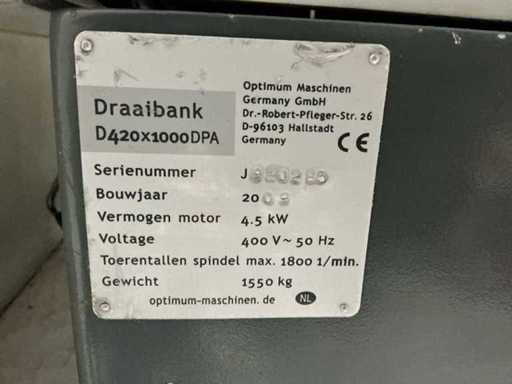 Draaibank
D420x1000DPA
Optimum Maschinen
Germany GmbH
Dr.-Robert-Pfleger-Str. 26
D-96103 Hallstadt
Germany
CE
Serienummer J
Bouwjaar 20
Vermogen motor 4.5 kW
Voltage 400 V ~ 50 Hz
Toerentallen spindel max. 1800 1/min.
Gewicht 1550 kg
optimum-maschinen.de NL